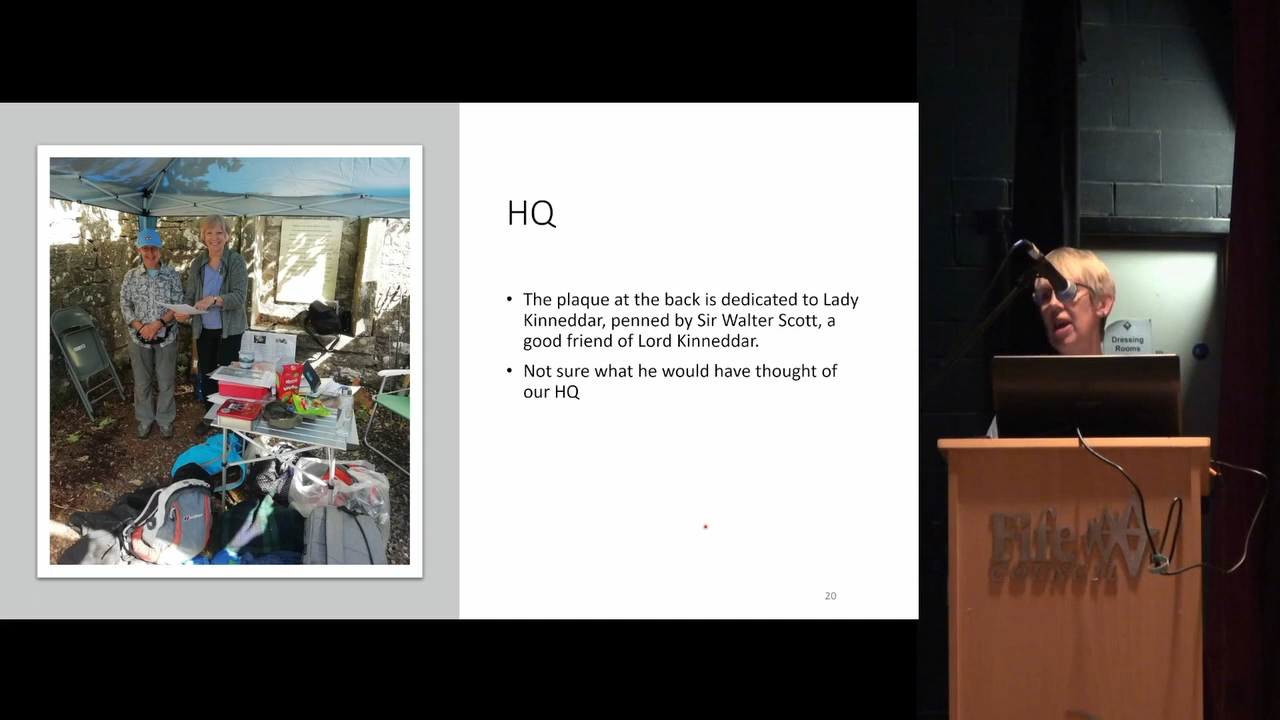 HQ
• The plaque at the back is dedicated to Lady
Kinneddar, penned by Sir Walter Scott, a
good friend of Lord Kinneddar.
• Not sure what he would have thought of
our HQ
20
Dressing
Rooms
Fife
COUNCIL